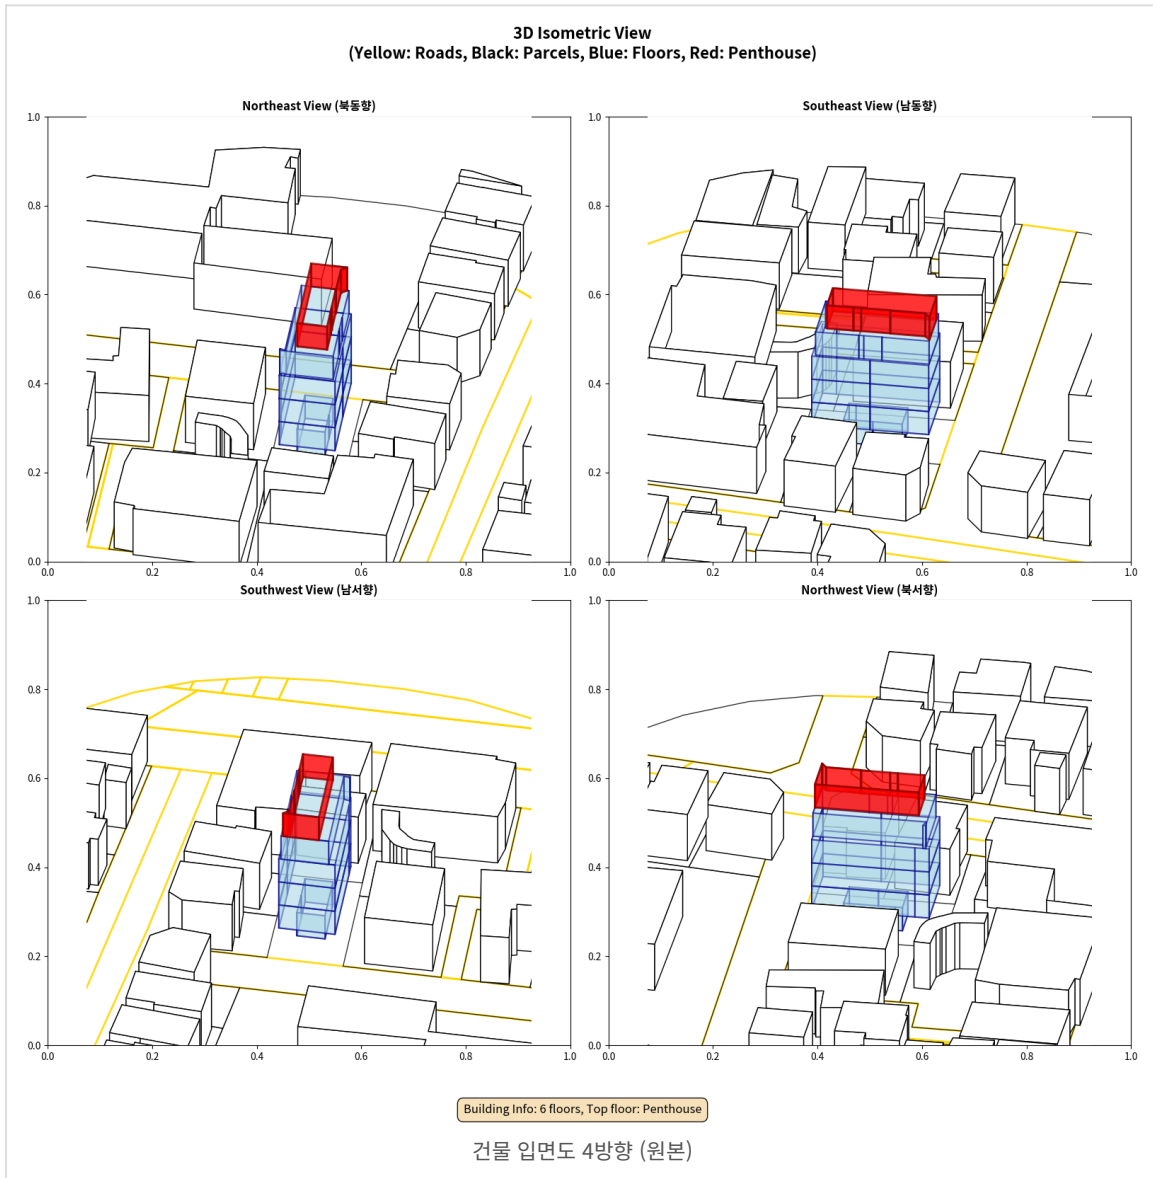 3D Isometric View
(Yellow: Roads, Black: Parcels, Blue: Floors, Red: Penthouse)
Northeast View (북동향)
1.0
0.8
0.6
0.4
0.2
0.0
0.0 0.2 0.4 0.6 0.8 1.0
Southeast View (남동향)
1.0
0.8
0.6
0.4
0.2
0.0
0.0 0.2 0.4 0.6 0.8 1.0
Southwest View (남서향)
1.0
0.8
0.6
0.4
0.2
0.0
0.0 0.2 0.4 0.6 0.8 1.0
Northwest View (북서향)
1.0
0.8
0.6
0.4
0.2
0.0
0.0 0.2 0.4 0.6 0.8 1.0
Building Info: 6 floors, Top floor: Penthouse
건물 입면도 4방향 (원본)